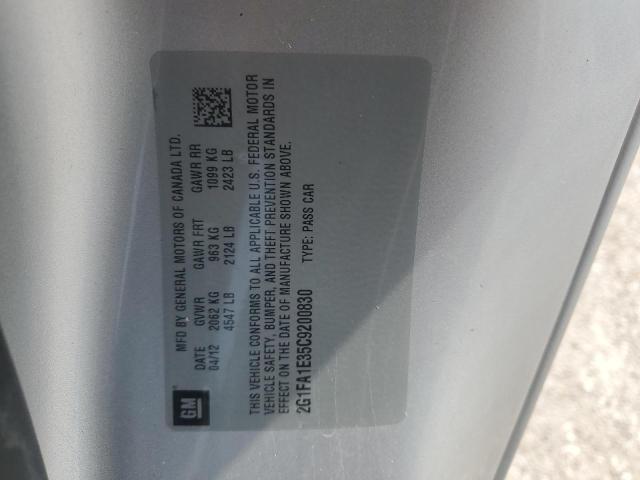 MFD BY GENERAL MOTORS OF CANADA LTD.
DATE GVWR GAWR FRT GAWR RR
04/12 2062 KG 963 KG 1099 KG
4547 LB 2124 LB 2423 LB
GM
THIS VEHICLE CONFORMS TO ALL APPLICABLE U.S. FEDERAL MOTOR
VEHICLE SAFETY, BUMPER, AND THEFT PREVENTION STANDARDS IN
EFFECT ON THE DATE OF MANUFACTURE SHOWN ABOVE.
2G1FA1E35C9200830 TYPE: PASS CAR